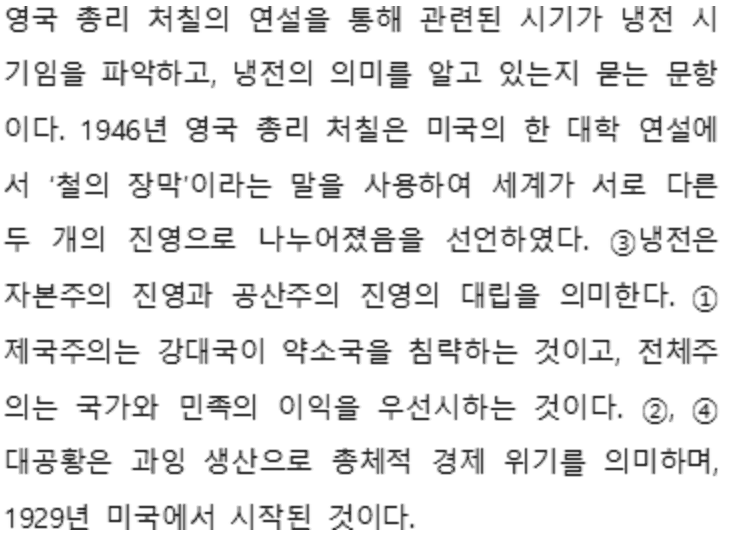 영국 총리 처칠의 연설을 통해 관련된 시기가 냉전 시
기임을 파악하고, 냉전의 의미를 알고 있는지 묻는 문항
이다. 1946년 영국 총리 처칠은 미국의 한 대학 연설에
서 '철의 장막'이라는 말을 사용하여 세계가 서로 다른
두 개의 진영으로 나누어졌음을 선언하였다. ③냉전은
자본주의 진영과 공산주의 진영의 대립을 의미한다. ①
제국주의는 강대국이 약소국을 침략하는 것이고, 전체주
의는 국가와 민족의 이익을 우선시하는 것이다. ②, ④
대공황은 과잉 생산으로 총체적 경제 위기를 의미하며,
1929년 미국에서 시작된 것이다.